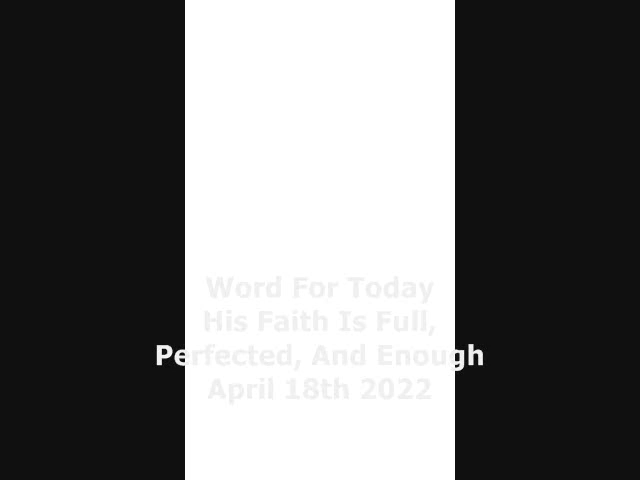 Word For Today
His Faith Is Full,
Perfected, And Enough
April 18th 2022